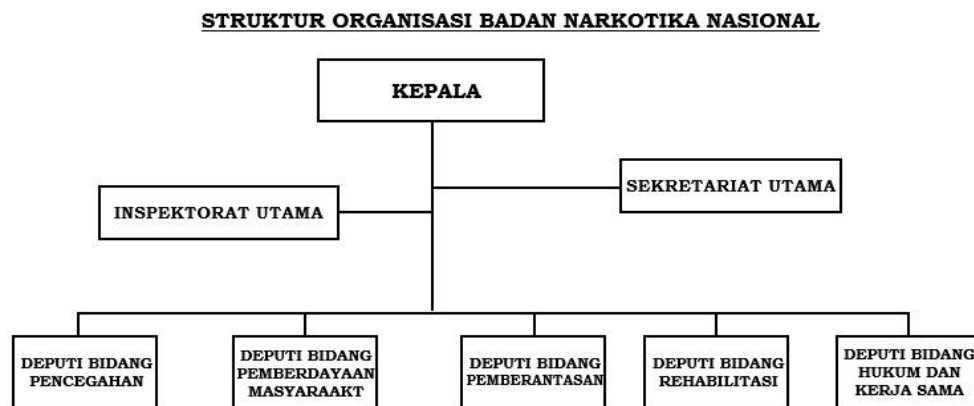 STRUKTUR ORGANISASI BADAN NARKOTIKA NASIONAL
KEPALA
SEKRETARIAT UTAMA
INSPEKTORAT UTAMA
DEPUTI BIDANG
PENCEGAHAN
DEPUTI BIDANG
PEMBERDAYAAN
MASYARAAKT
DEPUTI BIDANG
PEMBERANTASAN
DEPUTI BIDANG
REHABILITASI
DEPUTI BIDANG
HUKUM DAN
KERJA SAMA